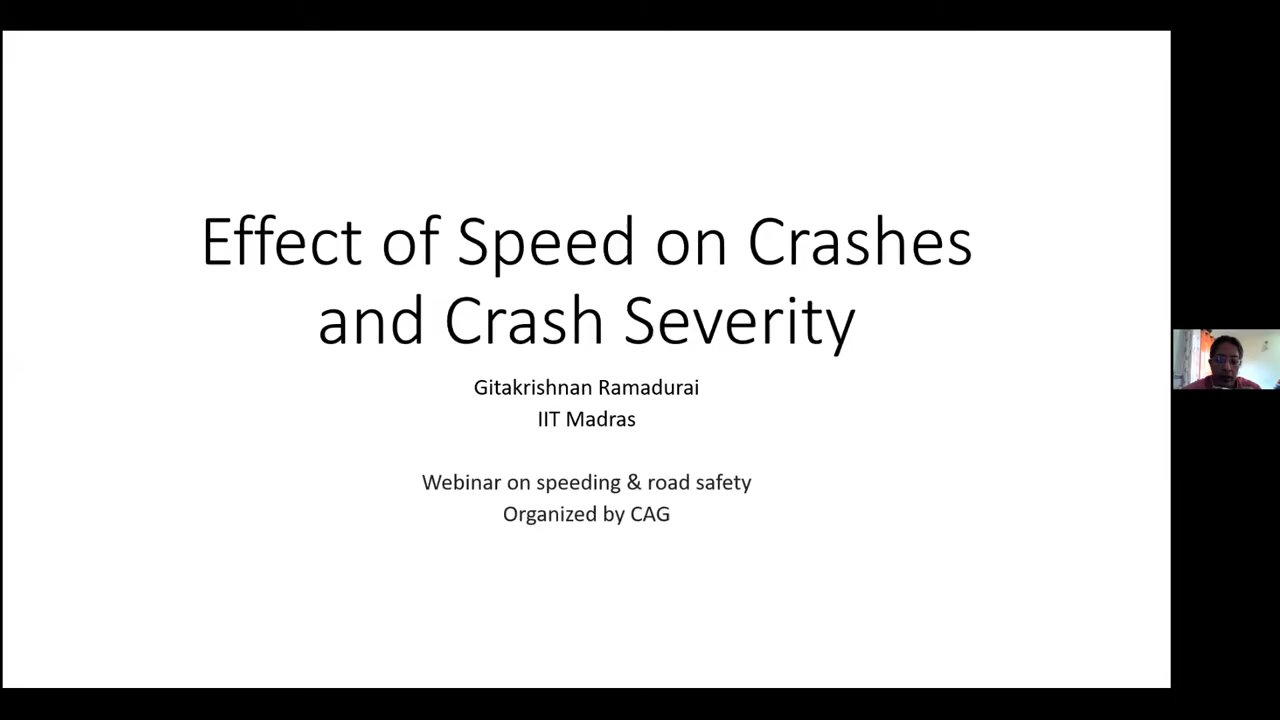 Effect of Speed on Crashes
and Crash Severity
Gitakrishnan Ramadurai
IIT Madras
Webinar on speeding & road safety
Organized by CAG